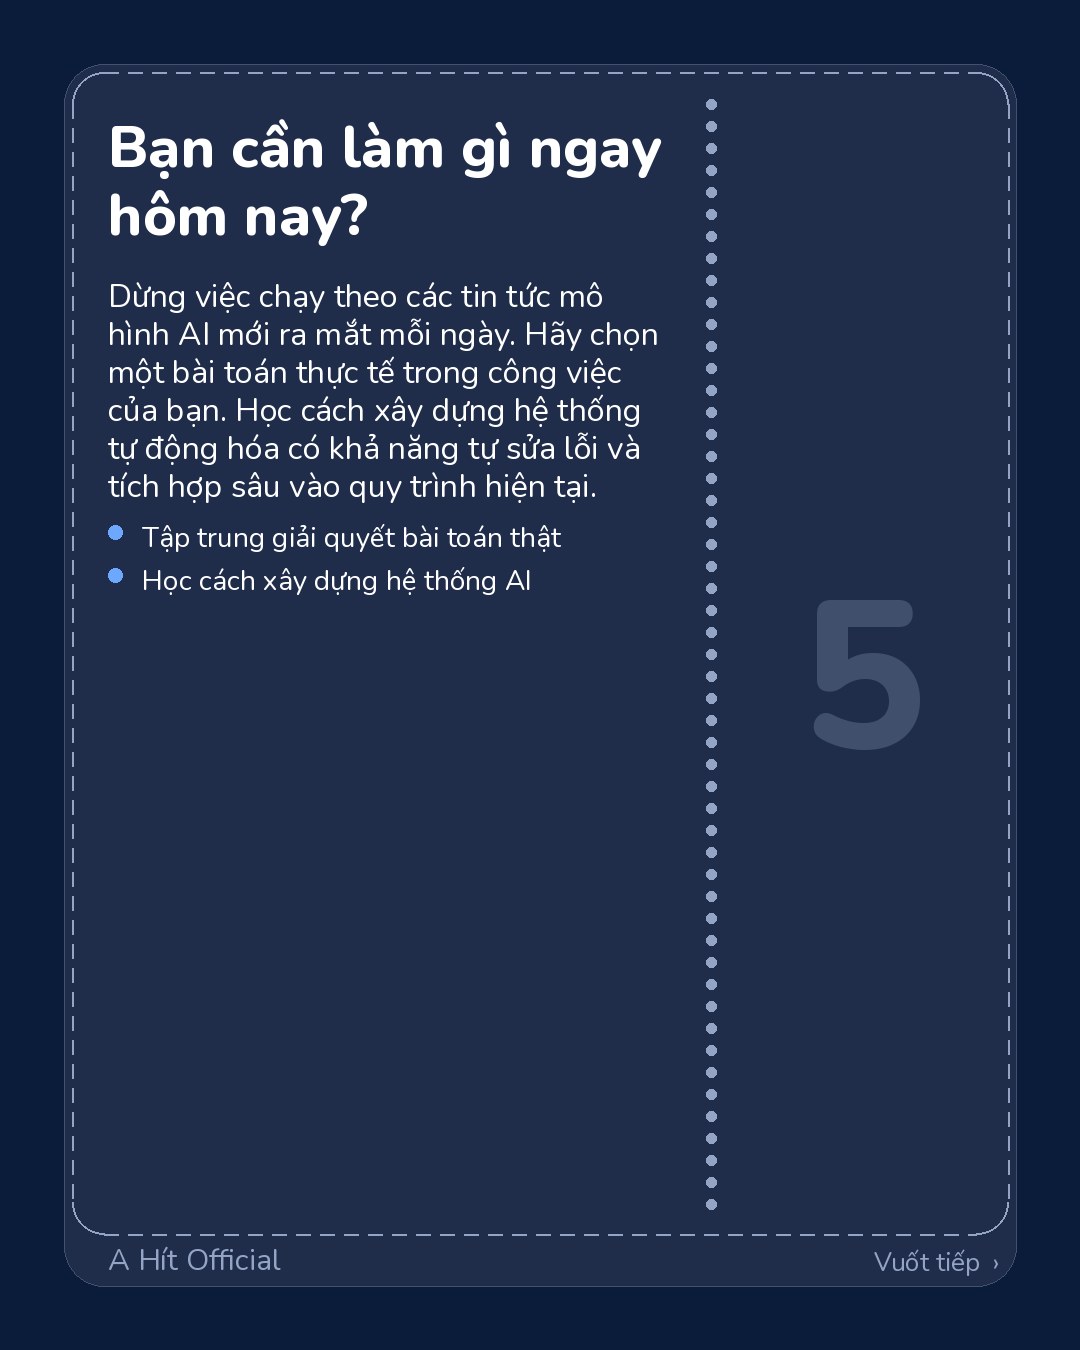 Bạn cần làm gì ngay
hôm nay?
Dừng việc chạy theo các tin tức mô
hình AI mới ra mắt mỗi ngày. Hãy chọn
một bài toán thực tế trong công việc
của bạn. Học cách xây dựng hệ thống
tự động hóa có khả năng tự sửa lỗi và
tích hợp sâu vào quy trình hiện tại.
Tập trung giải quyết bài toán thật
Học cách xây dựng hệ thống AI
5
A Hít Official
Vuốt tiếp ›